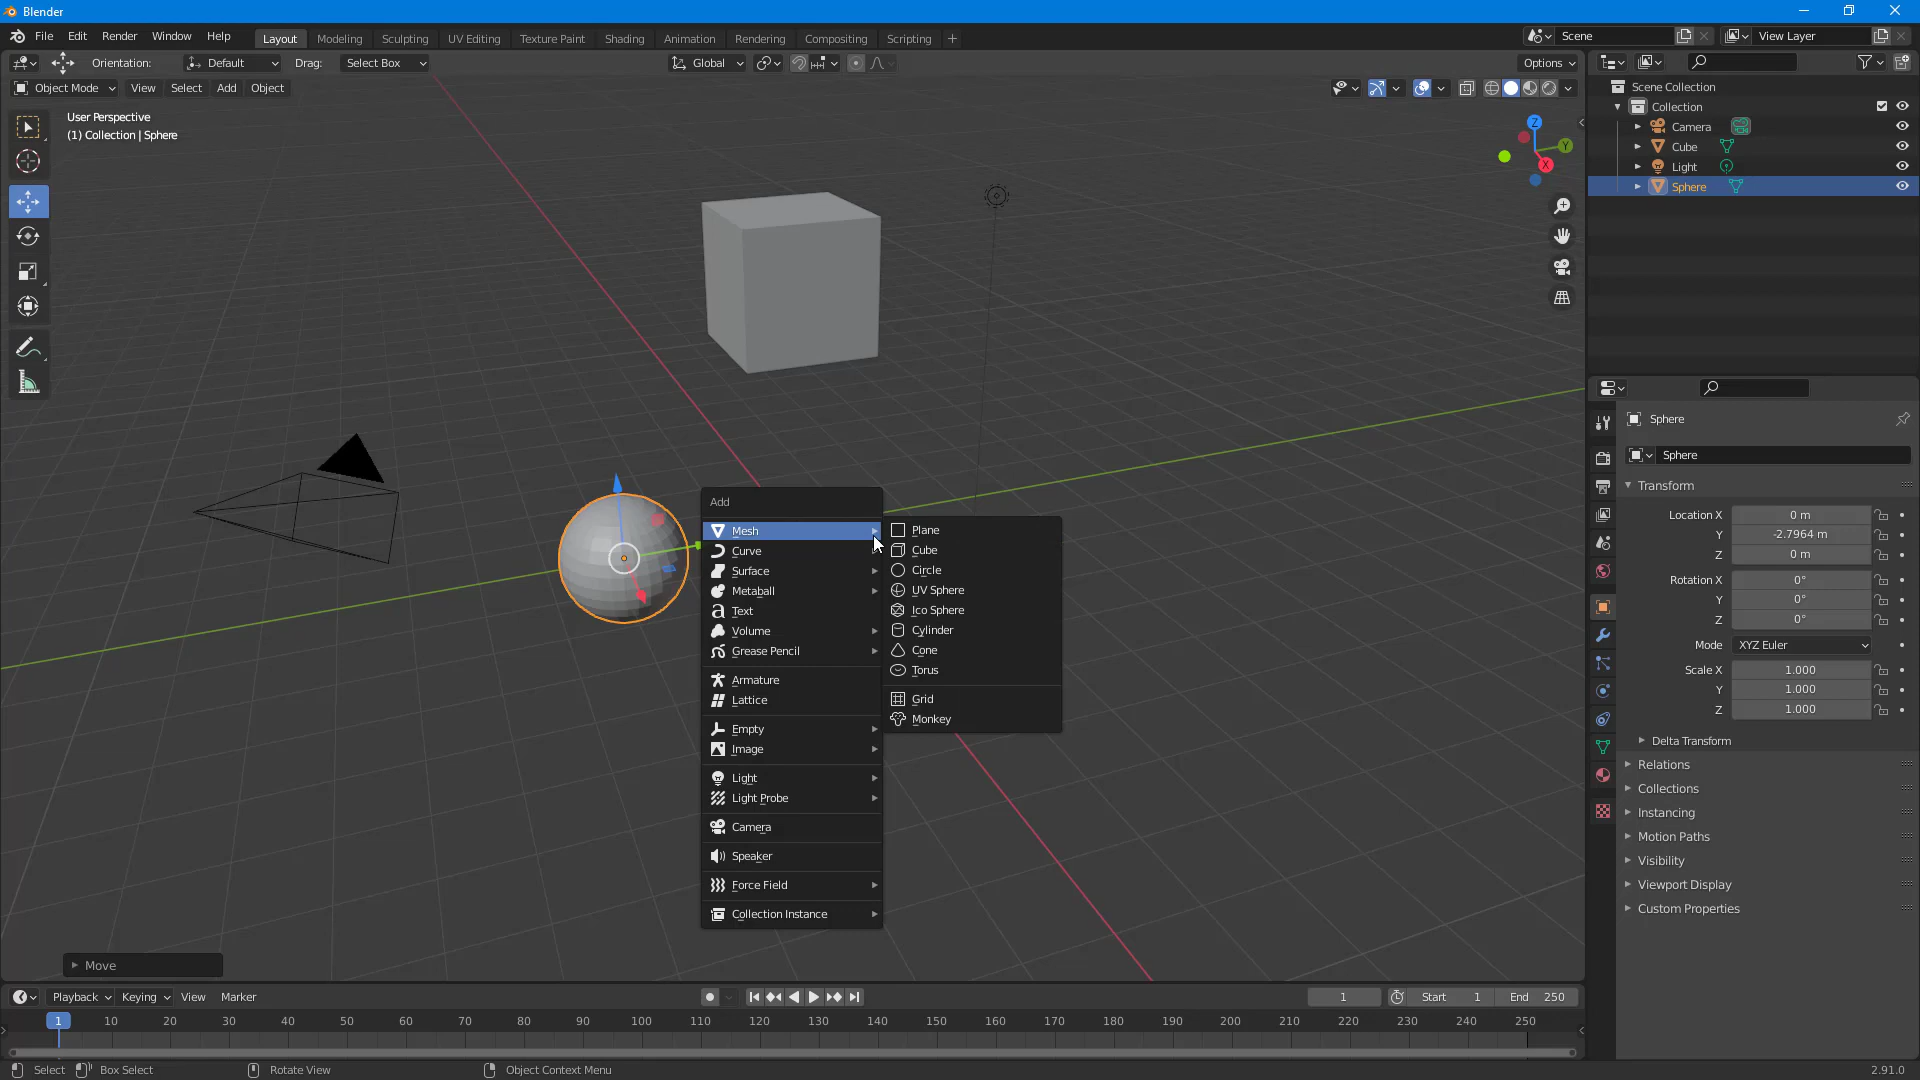 Blender
File Edit Render Window Help Layout Modeling Sculpting UV Editing Texture Paint Shading Animation Rendering Compositing Scripting + Scene View Layer
Orientation: Default Drag: Select Box Global Options
Object Mode View Select Add Object
User Perspective
(1) Collection | Sphere
Z
Y
X
Scene Collection
Collection
Camera
Cube
Light
Sphere
Add
Mesh
Curve
Surface
Metaball
Text
Volume
Grease Pencil
Armature
Lattice
Empty
Image
Light
Light Probe
Camera
Speaker
Force Field
Collection Instance
Plane
Cube
Circle
UV Sphere
Ico Sphere
Cylinder
Cone
Torus
Grid
Monkey
Sphere
Sphere
Transform
Location X 0 m
Y -2.7964 m
Z 0 m
Rotation X 0°
Y 0°
Z 0°
Mode XYZ Euler
Scale X 1.000
Y 1.000
Z 1.000
Delta Transform
Relations
Collections
Instancing
Motion Paths
Visibility
Viewport Display
Custom Properties
Move
Playback Keying View Marker 1 Start 1 End 250
1 10 20 30 40 50 60 70 80 90 100 110 120 130 140 150 160 170 180 190 200 210 220 230 240 250
Select Box Select Rotate View Object Context Menu 2.91.0